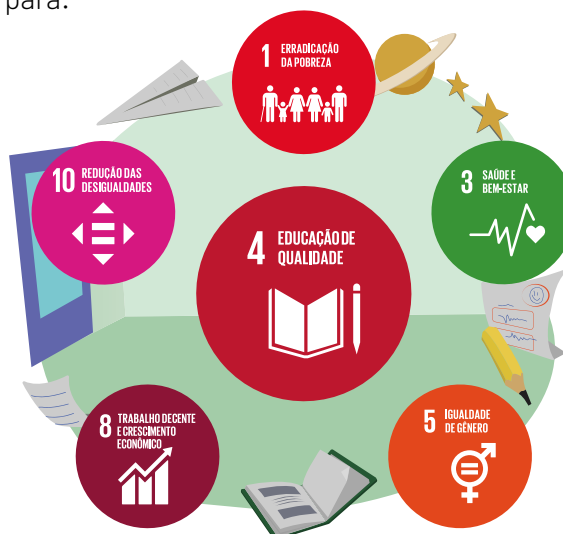 para:
1 ERRADICAÇÃO
DA POBREZA
10 REDUÇÃO DAS
DESIGUALDADES
3 SAÚDE E
BEM-ESTAR
4 EDUCAÇÃO DE
QUALIDADE
8 TRABALHO DECENTE
E CRESCIMENTO
ECONÔMICO
5 IGUALDADE
DE GÊNERO